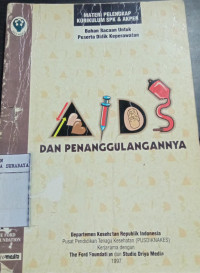 MATERI PELENGKAP
KURIKULUM SPK & AKPER
Bahan Bacaan Untuk
Peserta Didik Keperawatan
AIDS
DAN PENANGGULANGANNYA
SURABAYA
Departemen Kesehatan Republik Indonesia
Pusat Pendidikan Tenaga Kesehatan (PUSDIKNAKES)
Kerjasama dengan
The Ford Foundation dan Studio Driya Media
1997